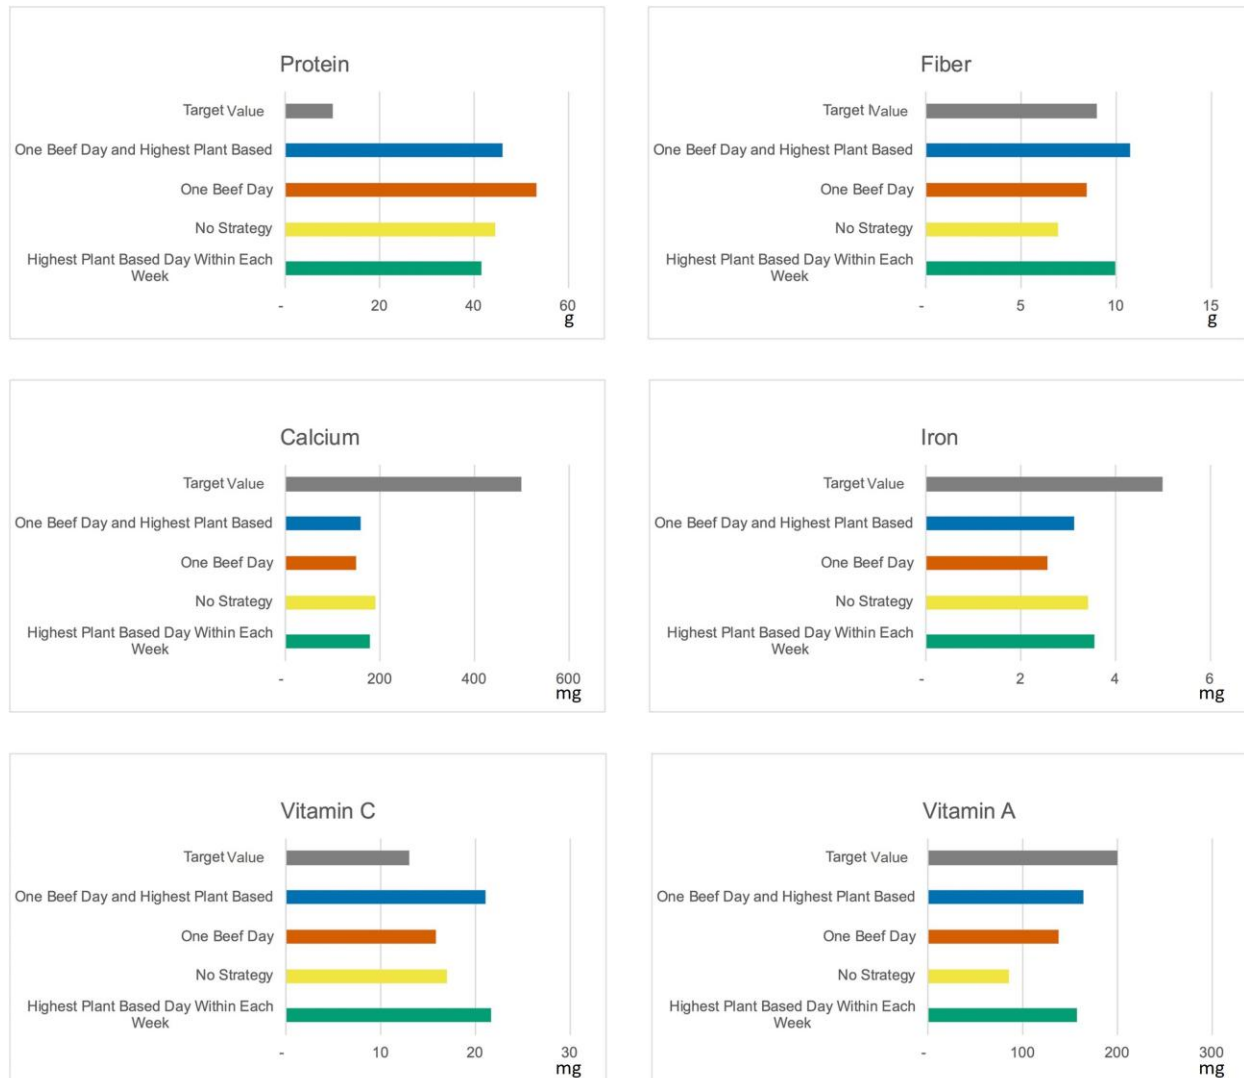 Protein
Target Value
One Beef Day and Highest Plant Based
One Beef Day
No Strategy
Highest Plant Based Day Within Each
Week
- 20 40 60
g
Fiber
Target Value
One Beef Day and Highest Plant Based
One Beef Day
No Strategy
Highest Plant Based Day Within Each
Week
- 5 10 15
g
Calcium
Target Value
One Beef Day and Highest Plant Based
One Beef Day
No Strategy
Highest Plant Based Day Within Each
Week
- 200 400 600
mg
Iron
Target Value
One Beef Day and Highest Plant Based
One Beef Day
No Strategy
Highest Plant Based Day Within Each
Week
- 2 4 6
mg
Vitamin C
Target Value
One Beef Day and Highest Plant Based
One Beef Day
No Strategy
Highest Plant Based Day Within Each
Week
- 10 20 30
mg
Vitamin A
Target Value
One Beef Day and Highest Plant Based
One Beef Day
No Strategy
Highest Plant Based Day Within Each
Week
- 100 200 300
mg